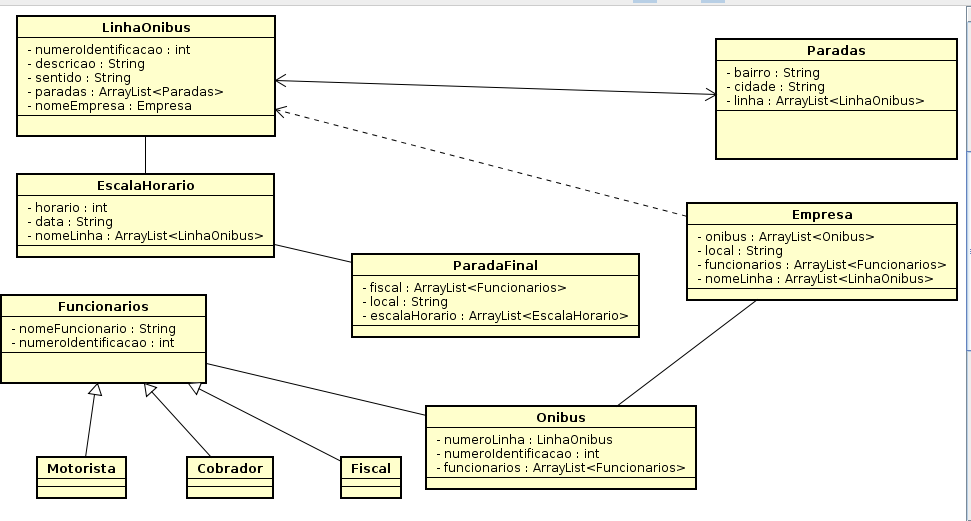 LinhaOnibus
- numeroIdentificacao : int
- descricao : String
- sentido : String
- paradas : ArrayList<Paradas>
- nomeEmpresa : Empresa
Paradas
- bairro : String
- cidade : String
- linha : ArrayList<LinhaOnibus>
EscalaHorario
- horario : int
- data : String
- nomeLinha : ArrayList<LinhaOnibus>
Empresa
- onibus : ArrayList<Onibus>
- local : String
- funcionarios : ArrayList<Funcionarios>
- nomeLinha : ArrayList<LinhaOnibus>
ParadaFinal
- fiscal : ArrayList<Funcionarios>
- local : String
- escalaHorario : ArrayList<EscalaHorario>
Funcionarios
- nomeFuncionario : String
- numeroIdentificacao : int
Onibus
- numeroLinha : LinhaOnibus
- numeroIdentificacao : int
- funcionarios : ArrayList<Funcionarios>
Motorista
Cobrador
Fiscal